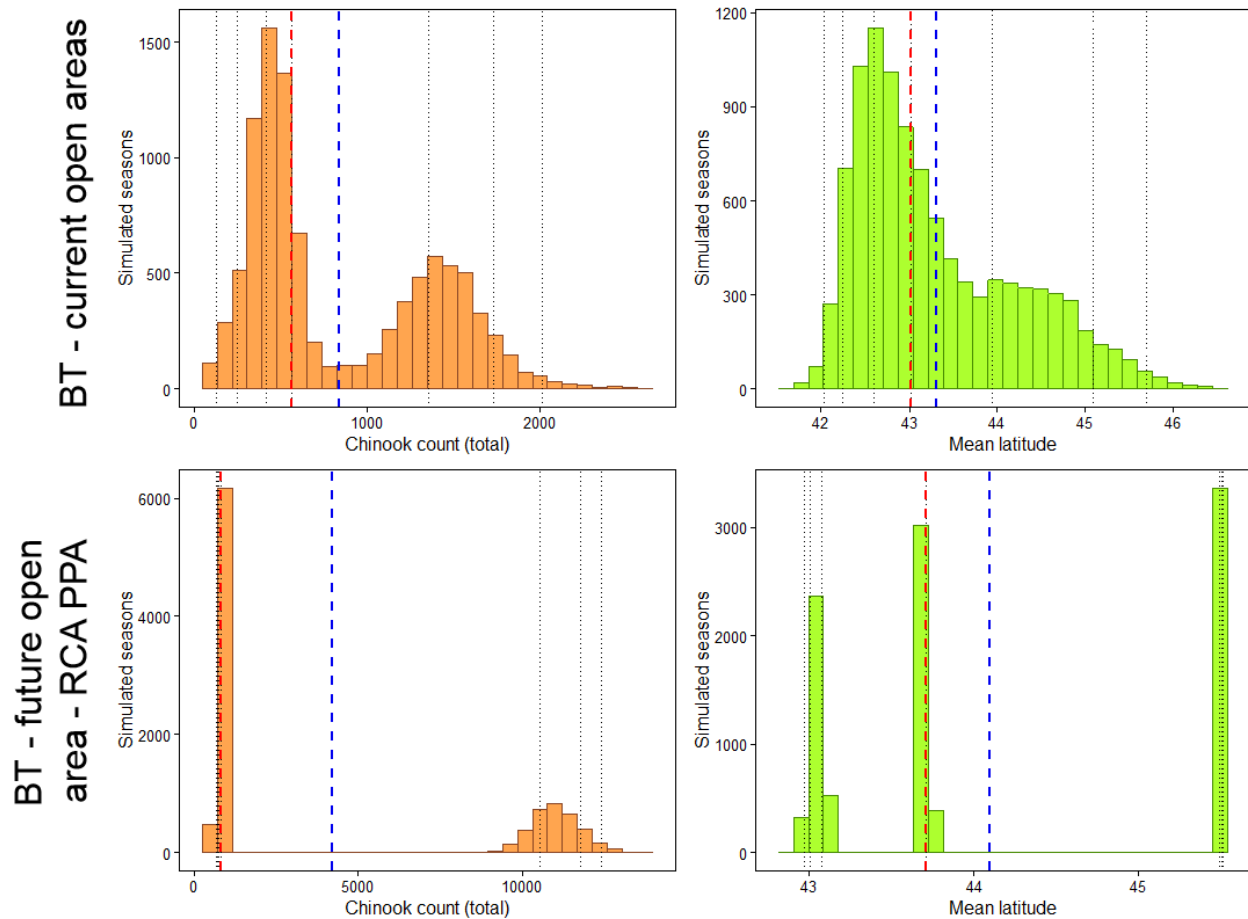 BT - current open areas
1500
1000
500
0
Simulated seasons
0
1000
2000
Chinook count (total)
1200
900
600
300
0
Simulated seasons
42
43
44
45
46
Mean latitude
BT - future open
area - RCA PPA
6000
4000
2000
0
Simulated seasons
0
5000
10000
Chinook count (total)
3000
2000
1000
0
Simulated seasons
43
44
45
Mean latitude